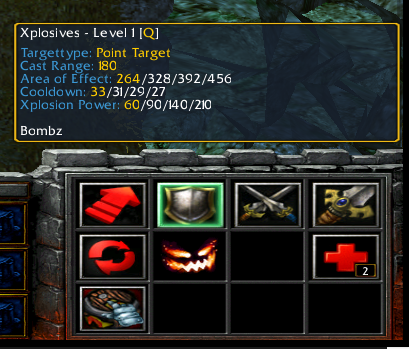 Xplosives - Level 1 [Q]
Targettype: Point Target
Cast Range: 180
Area of Effect: 264/328/392/456
Cooldown: 33/31/29/27
Xplosion Power: 60/90/140/210
Bombz
2